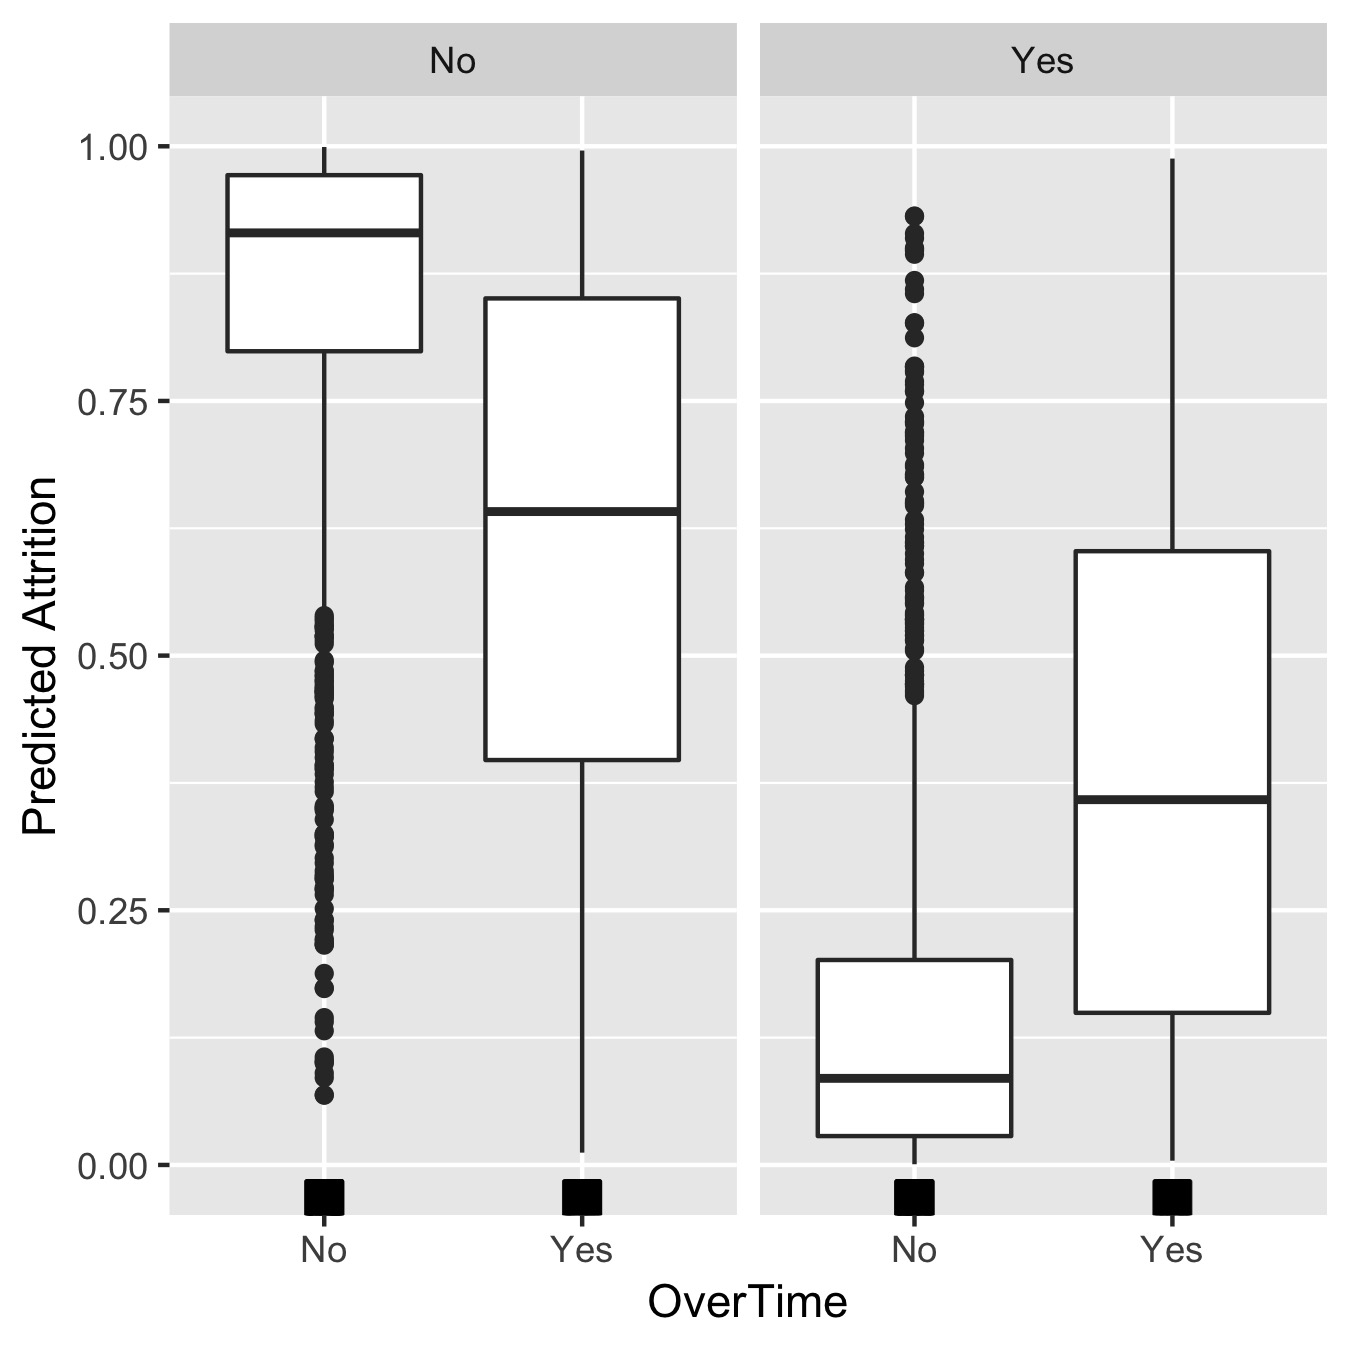 No Yes
1.00
0.75
0.50
0.25
0.00
Predicted Attrition
No Yes No Yes
OverTime